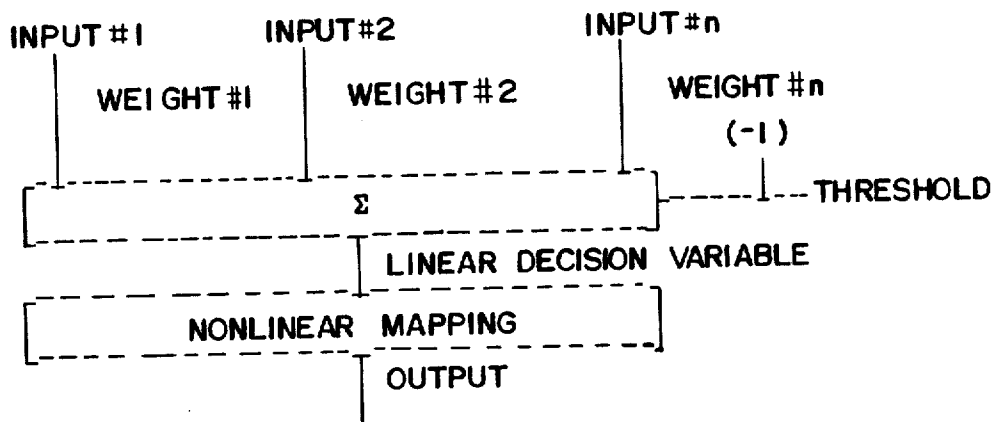 INPUT #1 INPUT #2 INPUT #n
WEIGHT #1 WEIGHT #2 WEIGHT #n
(-1)
Σ
THRESHOLD
LINEAR DECISION VARIABLE
NONLINEAR MAPPING
OUTPUT